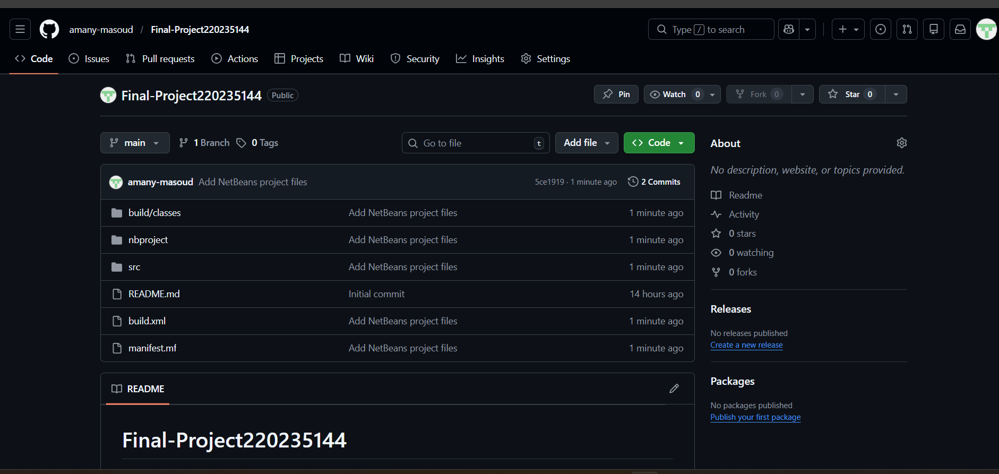 amany-masoud / Final-Project220235144 Type / to search
Code Issues Pull requests Actions Projects Wiki Security Insights Settings
Final-Project220235144 Public Pin Watch 0 Fork 0 Star 0
main 1 Branch 0 Tags Go to file t Add file Code
amany-masoud Add NetBeans project files 5ce1919 · 1 minute ago 2 Commits
build/classes Add NetBeans project files 1 minute ago
nbproject Add NetBeans project files 1 minute ago
src Add NetBeans project files 1 minute ago
README.md Initial commit 14 hours ago
build.xml Add NetBeans project files 1 minute ago
manifest.mf Add NetBeans project files 1 minute ago
README
Final-Project220235144
About
No description, website, or topics provided.
Readme
Activity
0 stars
0 watching
0 forks
Releases
No releases published
Create a new release
Packages
No packages published
Publish your first package